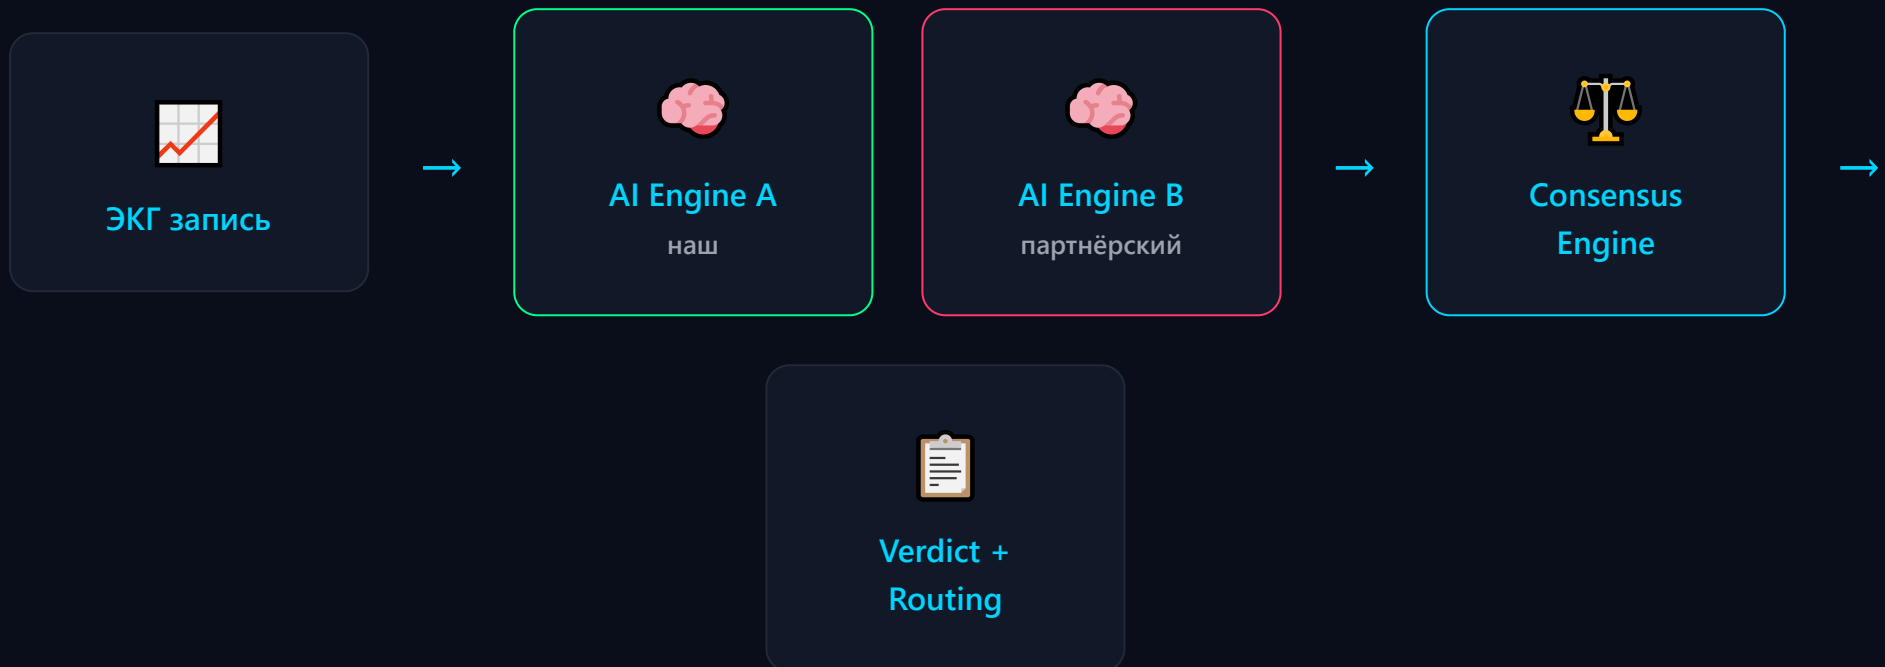 ЭКГ запись
→
AI Engine A
наш
AI Engine B
партнёрский
→
Consensus
Engine
→
Verdict +
Routing